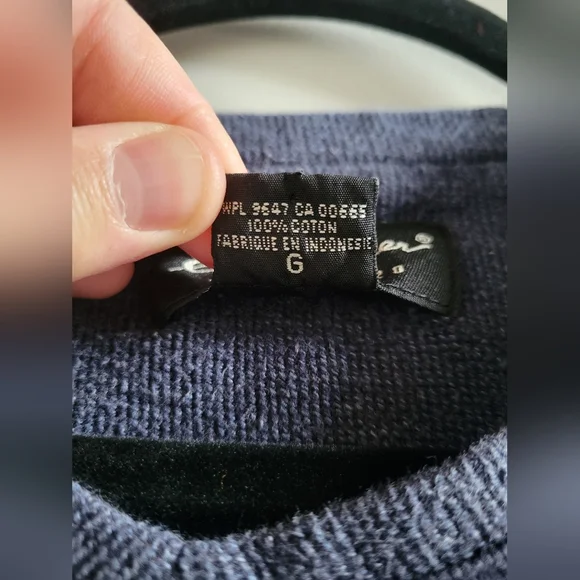 WPL 9647 CA 00665
100% COTON
FABRIQUE EN INDONESIE
G